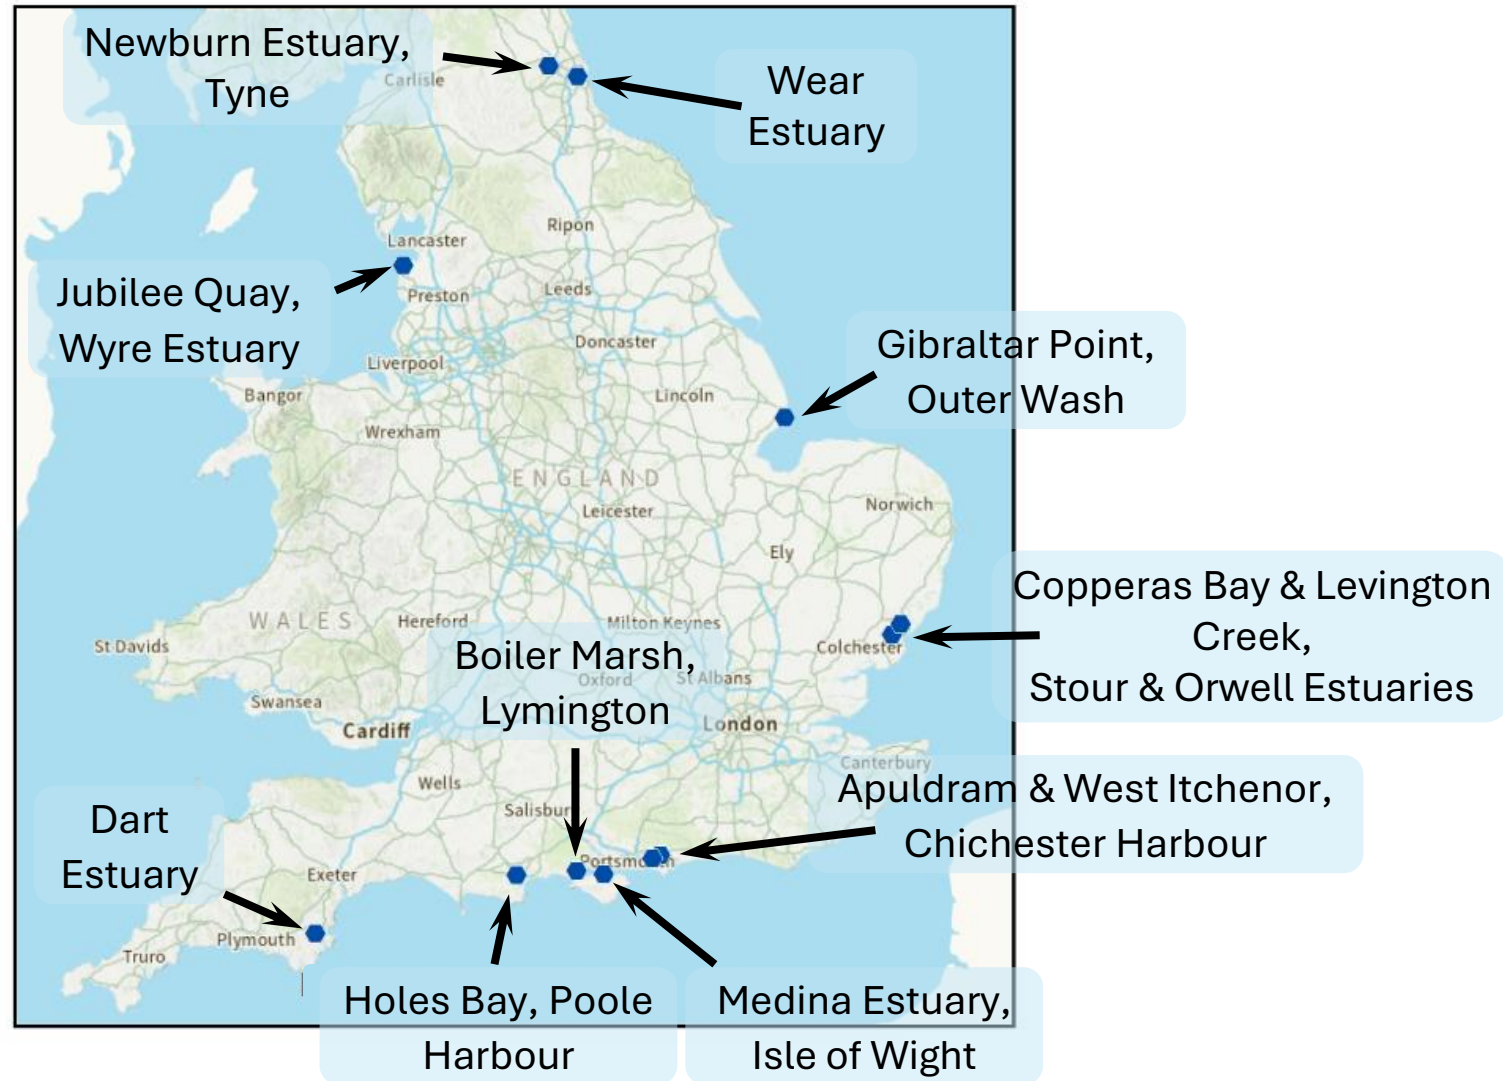 Newburn Estuary,
Tyne
Carlisle
Wear
Estuary
Ripon
Lancaster
Jubilee Quay,
Wyre Estuary
Preston
Leeds
Doncaster
Liverpool
Gibraltar Point,
Outer Wash
Bangor
Lincoln
Wrexham
ENGLAND
Leicester
Norwich
Ely
Copperas Bay & Levington
Creek,
Stour & Orwell Estuaries
WALES
Hereford
Milton Keynes
St Davids
Colchester
Boiler Marsh,
Lymington
Oxford
St Albans
Swansea
Cardiff
London
Canterbury
Wells
Apuldram & West Itchenor,
Chichester Harbour
Salisbury
Dart
Estuary
Portsmouth
Exeter
Plymouth
Truro
Holes Bay, Poole
Harbour
Medina Estuary,
Isle of Wight